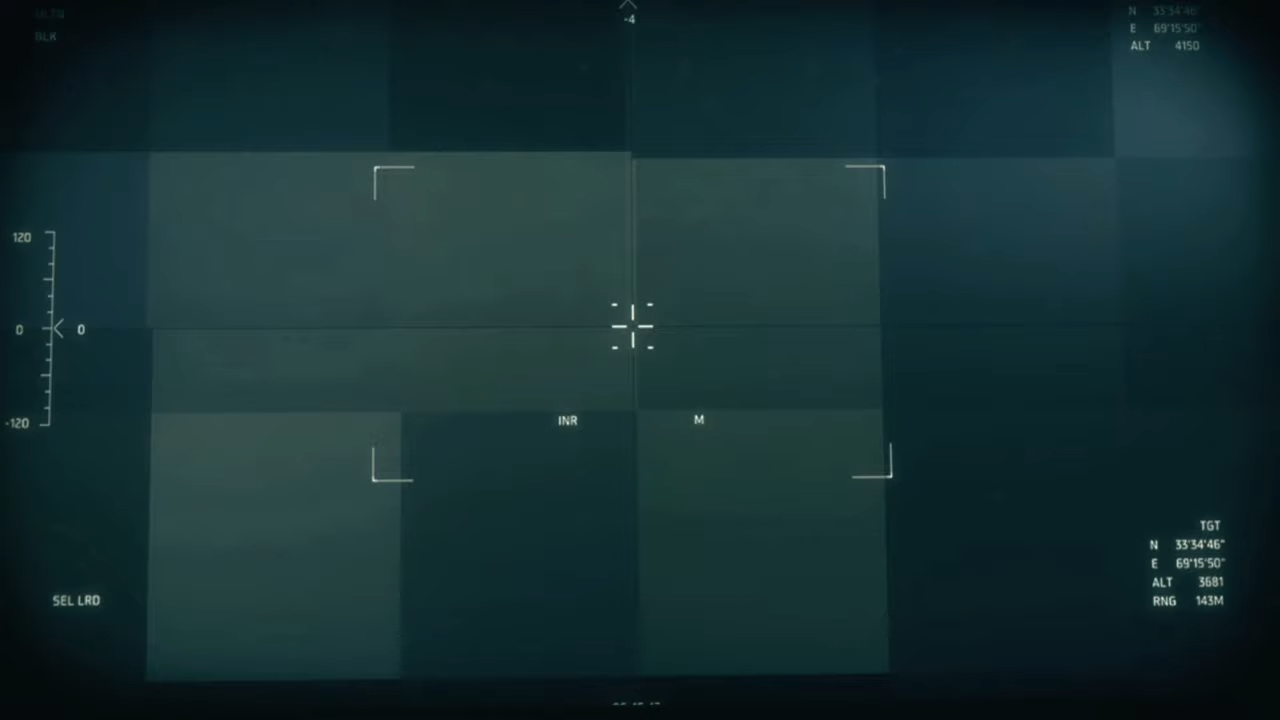 BLK
-4
N 33°34'46"
E 69°15'50"
ALT 4150
120
0
0
-120
INR M
SEL LRD
TGT
N 33°34'46"
E 69°15'50"
ALT 3681
RNG 143M